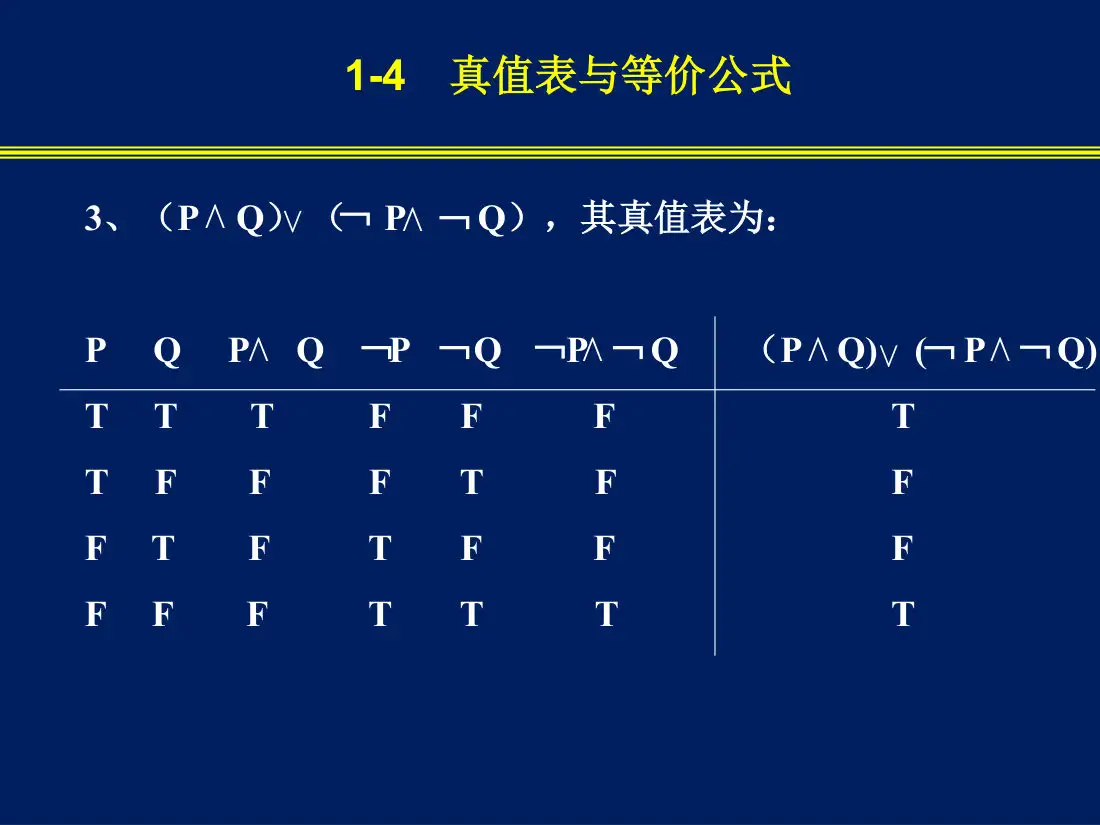 1-4 真值表与等价公式
3、（P∧Q)∨（¬ P∧ ¬ Q），其真值表为：
P Q P∧ Q ¬P ¬Q ¬P∧¬ Q （P∧Q)∨ (¬ P∧¬ Q)
T T T F F F T
T F F F T F F
F T F T F F F
F F F T T T T